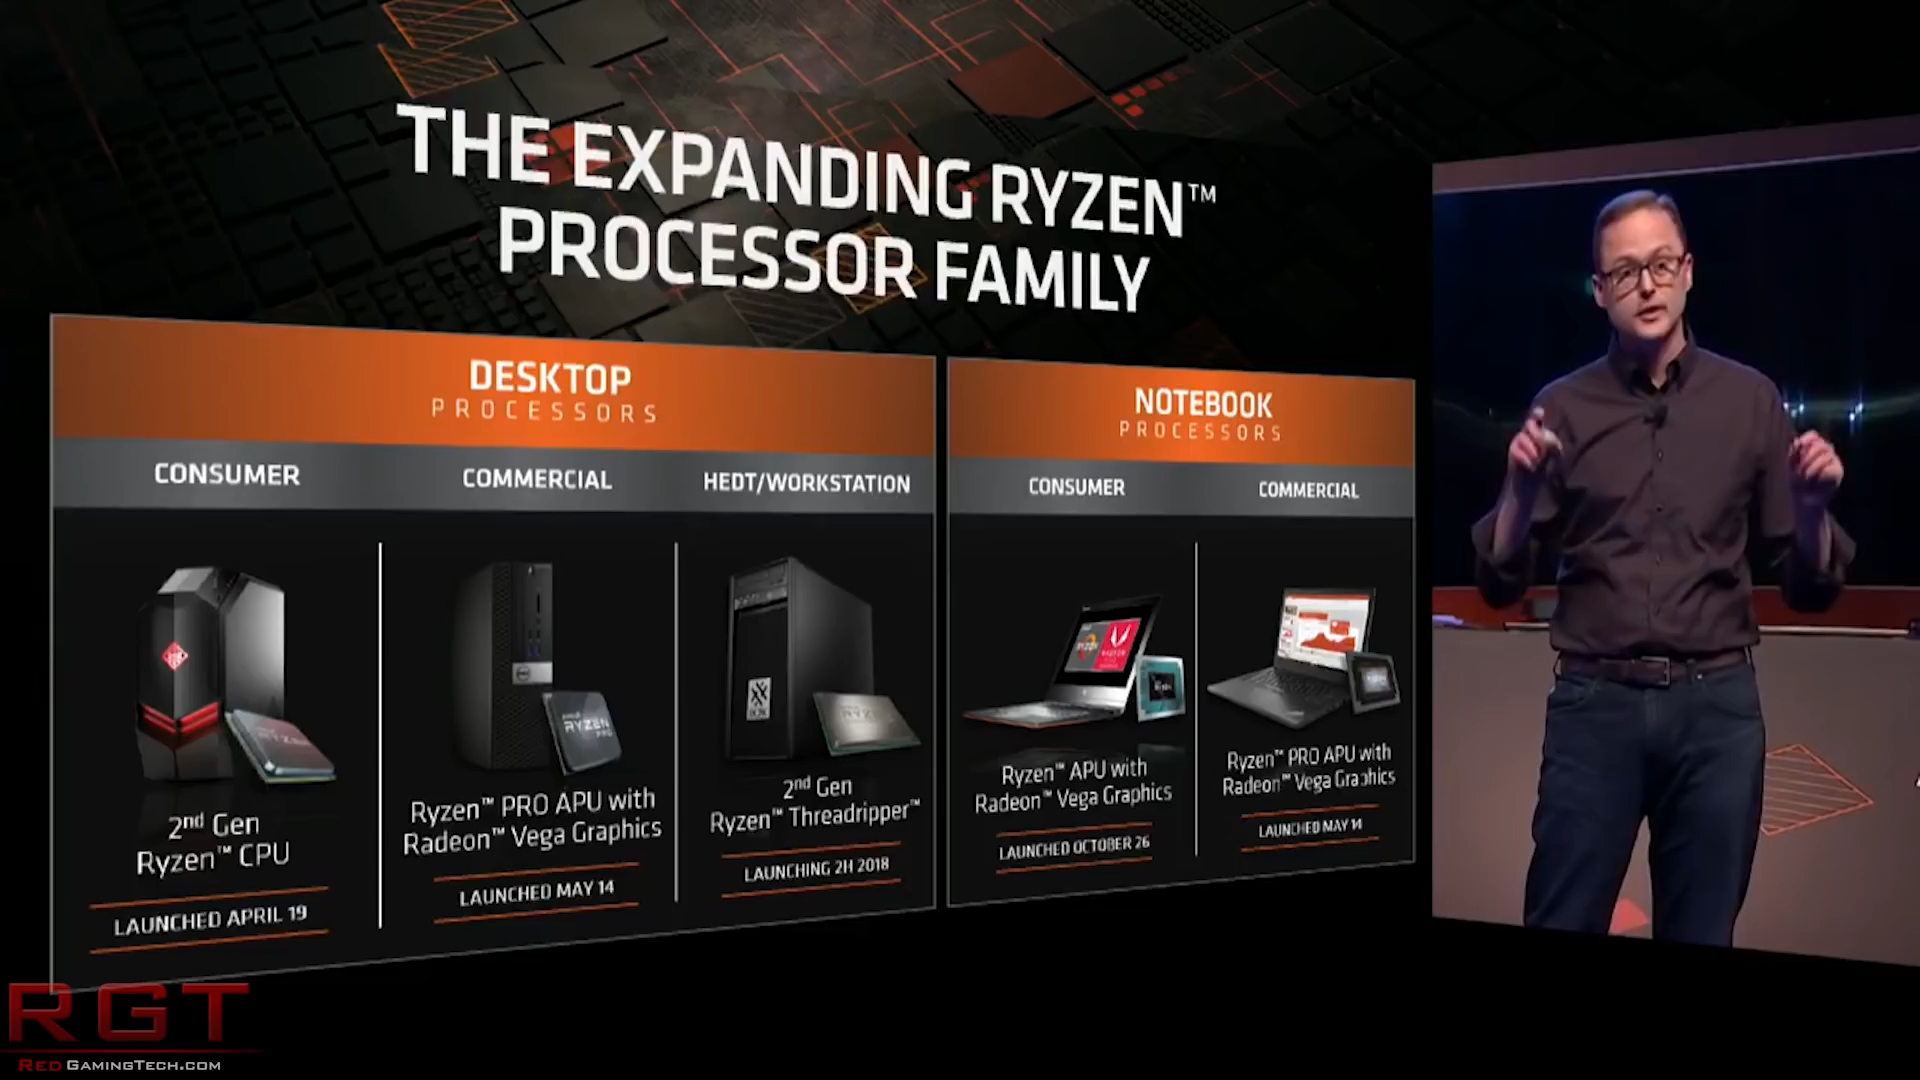 THE EXPANDING RYZEN™
PROCESSOR FAMILY
DESKTOP
PROCESSORS
CONSUMER
COMMERCIAL
HEDT/WORKSTATION
2nd Gen
Ryzen™ CPU
LAUNCHED APRIL 19
RYZEN
Ryzen™ PRO APU with
Radeon™ Vega Graphics
LAUNCHED MAY 14
2nd Gen
Ryzen™ Threadripper™
LAUNCHING 2H 2018
NOTEBOOK
PROCESSORS
CONSUMER
COMMERCIAL
RYZEN
Ryzen™ APU with
Radeon™ Vega Graphics
LAUNCHED OCTOBER 26
Ryzen™ PRO APU with
Radeon™ Vega Graphics
LAUNCHED MAY 14
RGT
REDGAMINGTECH.COM